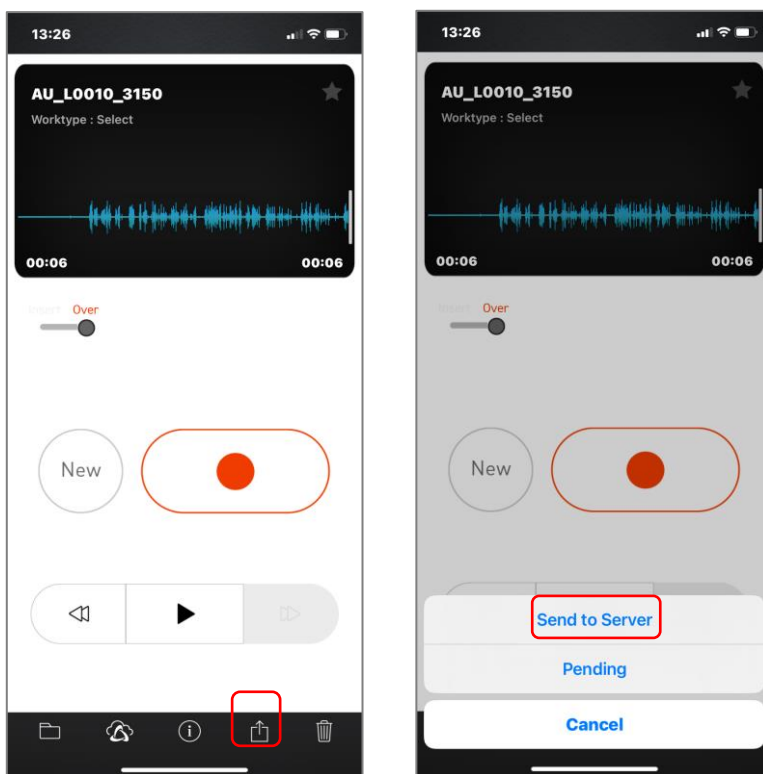 13:26
AU_L0010_3150
Worktype : Select
00:06 00:06
Insert Over
New
13:26
AU_L0010_3150
Worktype : Select
00:06 00:06
Insert Over
New
Send to Server
Pending
Cancel